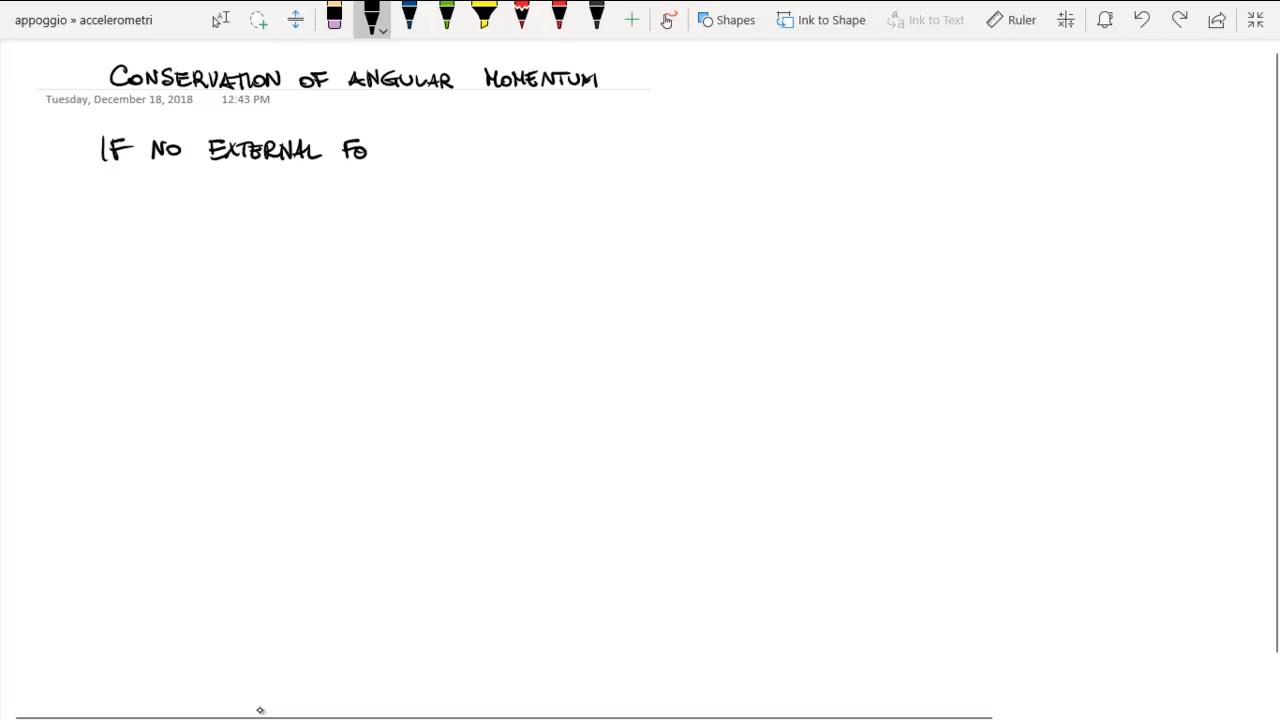 appoggio » accelerometri
Shapes
Ink to Shape
Ink to Text
Ruler
CONSERVATION OF ANGULAR MOMENTUM
Tuesday, December 18, 2018 12:43 PM
IF NO EXTERNAL FO